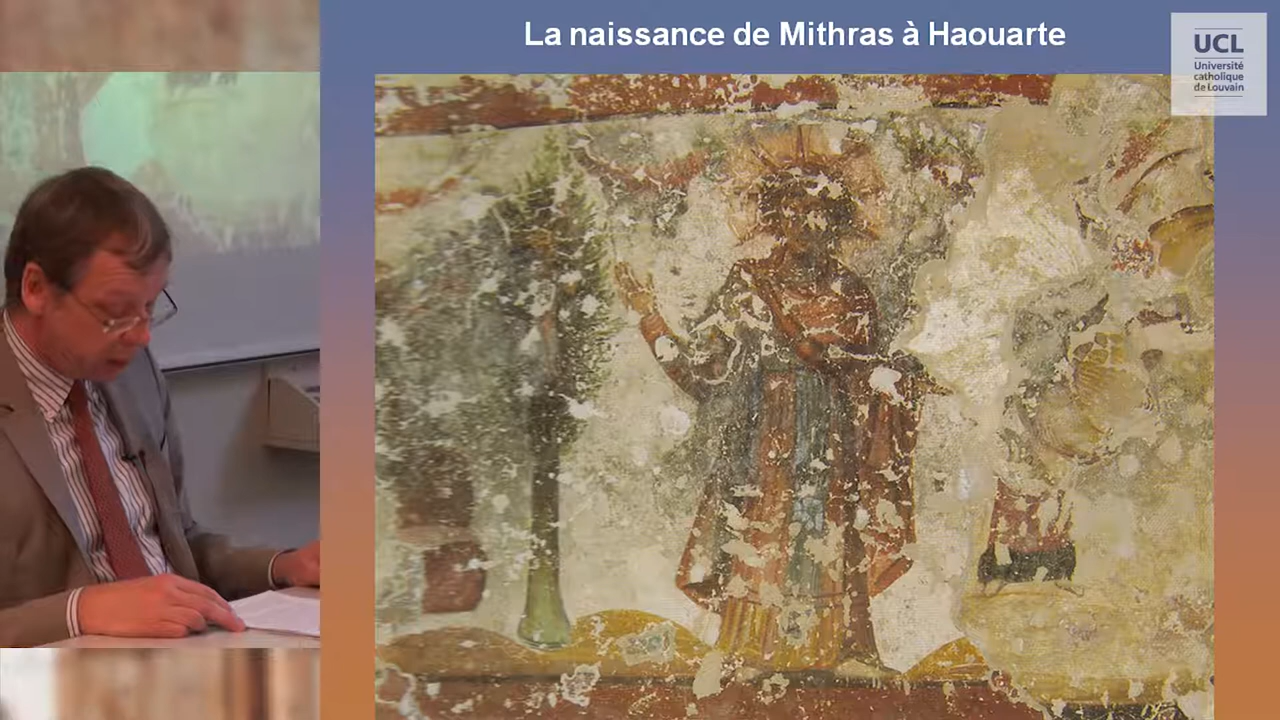 La naissance de Mithras à Haouarte
UCL
Université
catholique
de Louvain